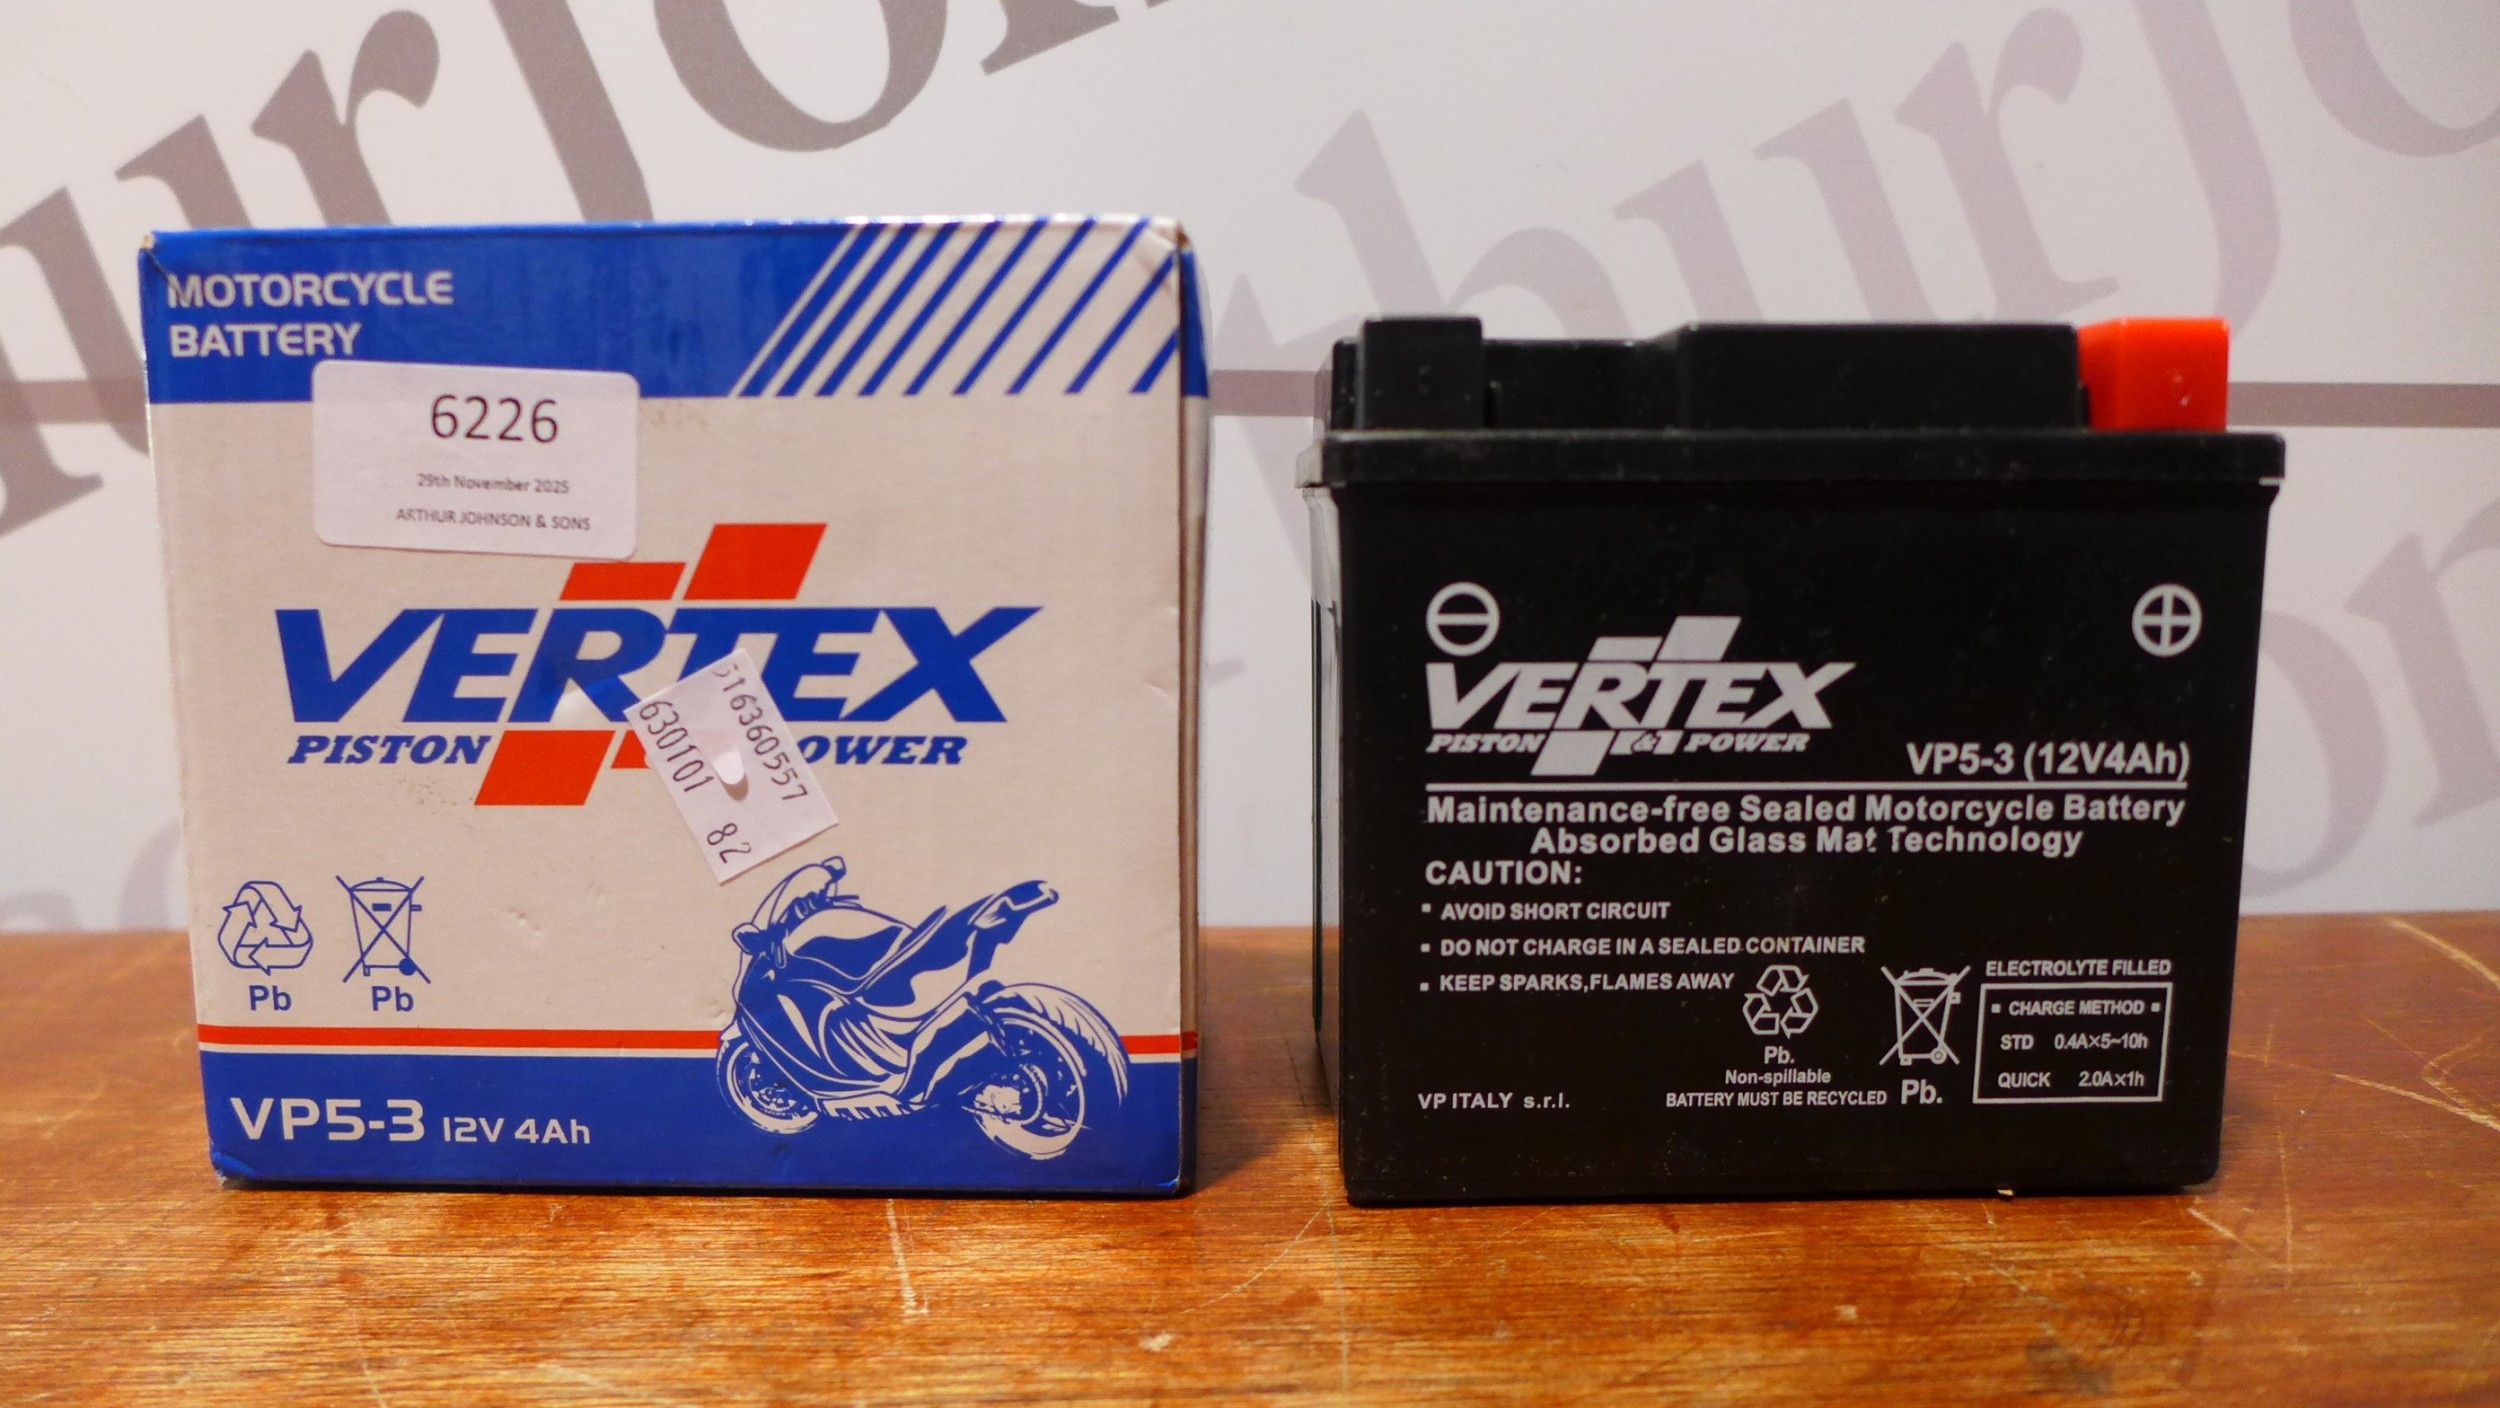 MOTORCYCLE
BATTERY
6226
29th November 2025
ARTHUR JOHNSON & SONS
VERTEX
PISTON OWER
63010182
Pb Pb
VP5-3 12V 4Ah
VERTEX
PISTON & POWER
VP5-3 (12V4Ah)
Maintenance-free Sealed Motorcycle Battery
Absorbed Glass Mat Technology
CAUTION:
▪ AVOID SHORT CIRCUIT
▪ DO NOT CHARGE IN A SEALED CONTAINER
▪ KEEP SPARKS,FLAMES AWAY
Pb.
Non-spillable
BATTERY MUST BE RECYCLED
Pb.
ELECTROLYTE FILLED
▪ CHARGE METHOD ▪
STD 0.4A×5~10h
QUICK 2.0A×1h
VP ITALY s.r.l.